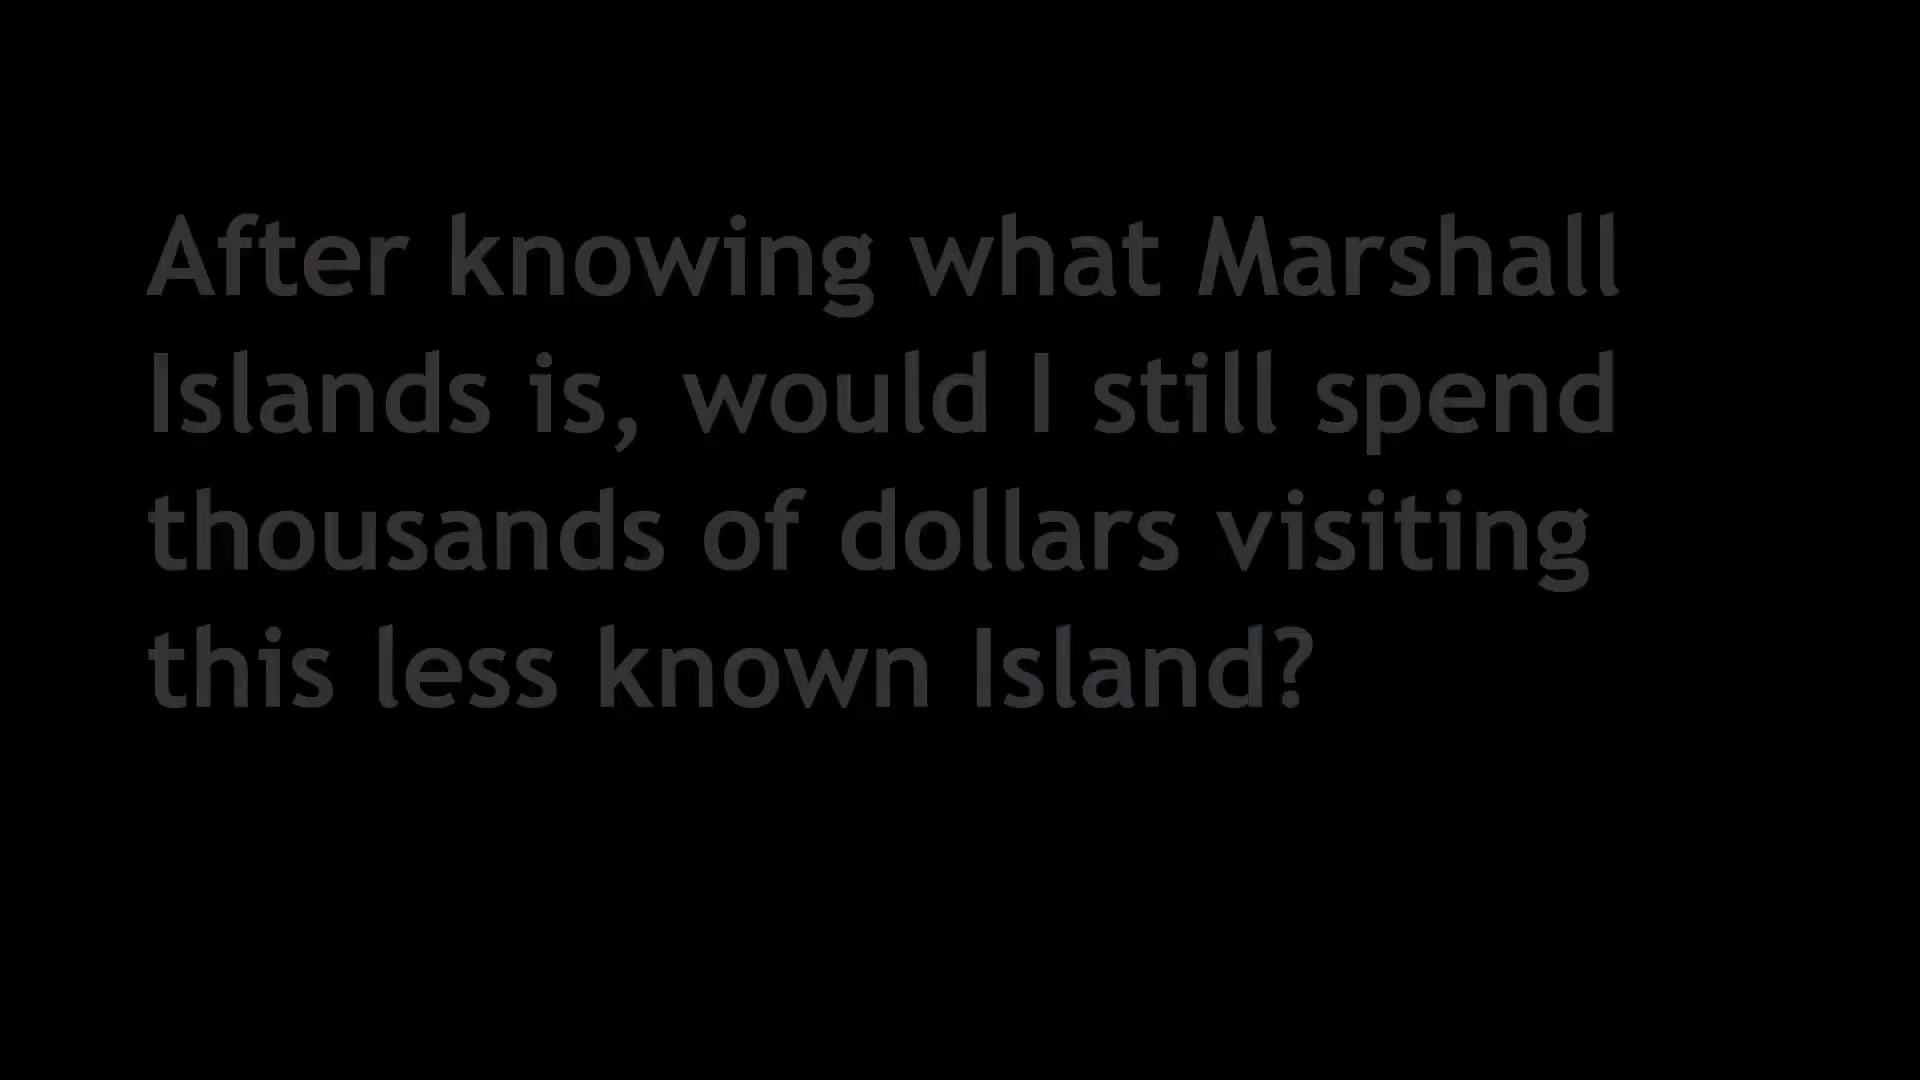 After knowing what Marshall
Islands is, would I still spend
thousands of dollars visiting
this less known Island?